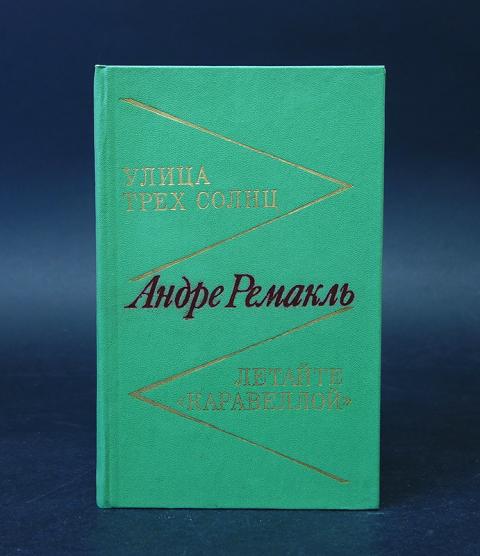 УЛИЦА
ТРЕХ СОЛНЦ
Андре Ремакль
ЛЕТАЙТЕ
«КАРАВЕЛЛОЙ»